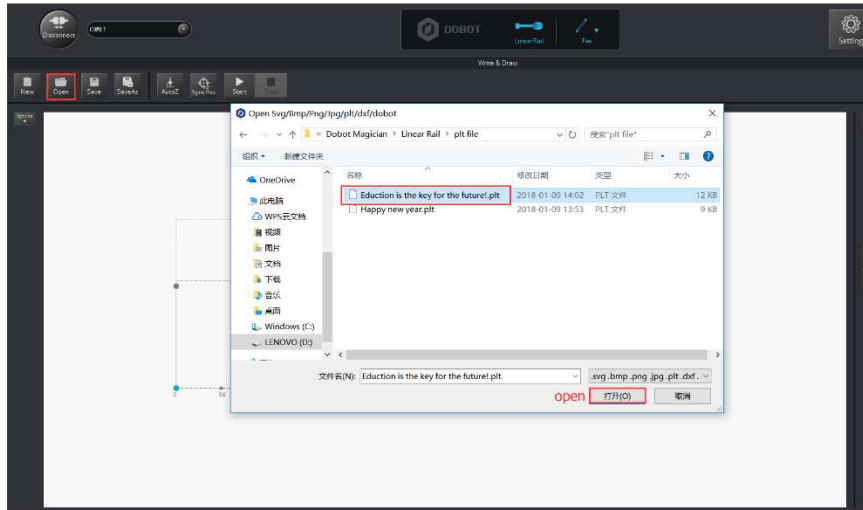 Disconnect
COM17
DOBOT
LinearRail
Pen
Setting
Write & Draw
New
Open
Save
SaveAs
AutoZ
SyncPos
Start
Stop
Option
Open Svg/Bmp/Png/Jpg/plt/dxf/dobot
« Dobot Magician > Linear Rail > plt file
搜索"plt file"
组织
新建文件夹
名称 修改日期 类型 大小
Eduction is the key for the future!.plt 2018-01-09 14:02 PLT 文件 12 KB
Happy new year.plt 2018-01-09 13:53 PLT 文件 9 KB
OneDrive
此电脑
WPS云文档
视频
图片
文档
下载
音乐
桌面
Windows (C:)
LENOVO (D:)
文件名(N): Eduction is the key for the future!.plt
.svg .bmp .png .jpg .plt .dxf .
open
打开(O)
取消
0